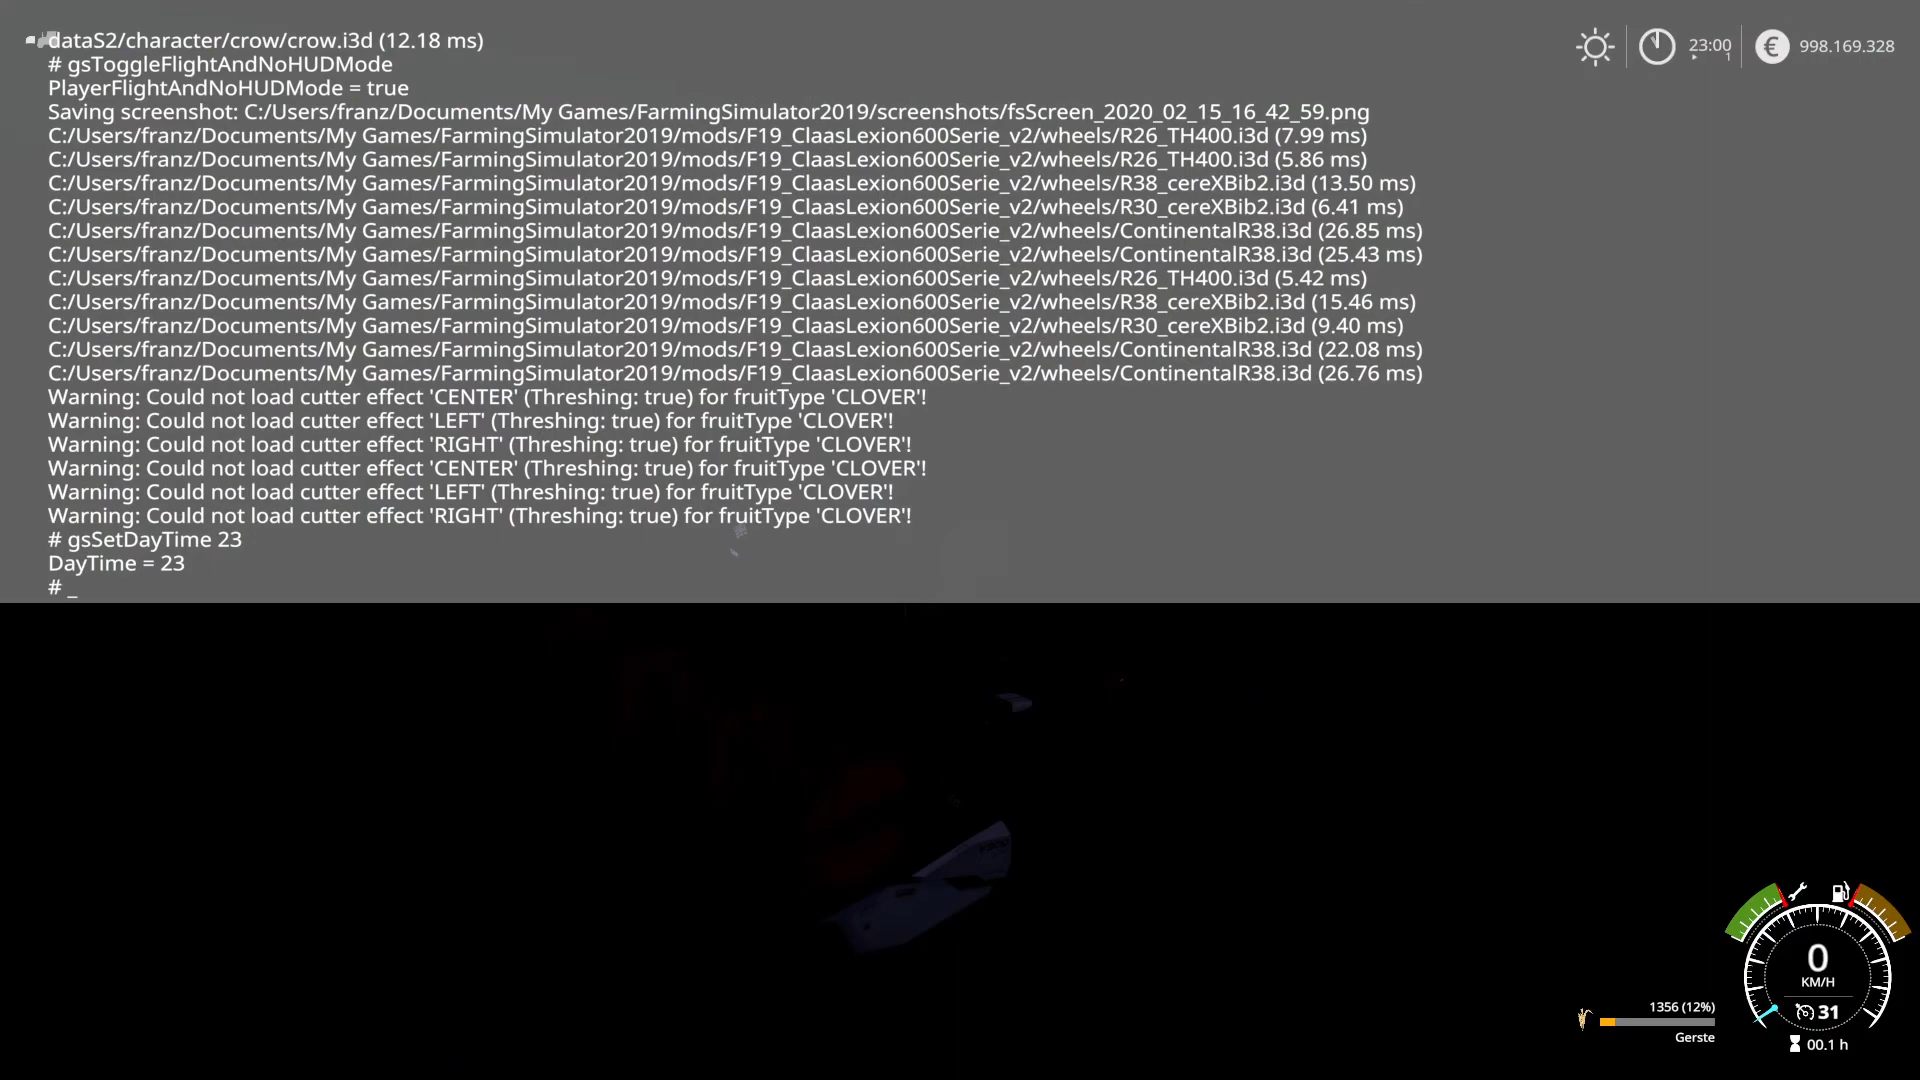 dataS2/character/crow/crow.i3d (12.18 ms)
# gsToggleFlightAndNoHUDMode
PlayerFlightAndNoHUDMode = true
Saving screenshot: C:/Users/franz/Documents/My Games/FarmingSimulator2019/screenshots/fsScreen_2020_02_15_16_42_59.png
C:/Users/franz/Documents/My Games/FarmingSimulator2019/mods/F19_ClaasLexion600Serie_v2/wheels/R26_TH400.i3d (7.99 ms)
C:/Users/franz/Documents/My Games/FarmingSimulator2019/mods/F19_ClaasLexion600Serie_v2/wheels/R26_TH400.i3d (5.86 ms)
C:/Users/franz/Documents/My Games/FarmingSimulator2019/mods/F19_ClaasLexion600Serie_v2/wheels/R38_cereXBib2.i3d (13.50 ms)
C:/Users/franz/Documents/My Games/FarmingSimulator2019/mods/F19_ClaasLexion600Serie_v2/wheels/R30_cereXBib2.i3d (6.41 ms)
C:/Users/franz/Documents/My Games/FarmingSimulator2019/mods/F19_ClaasLexion600Serie_v2/wheels/ContinentalR38.i3d (26.85 ms)
C:/Users/franz/Documents/My Games/FarmingSimulator2019/mods/F19_ClaasLexion600Serie_v2/wheels/ContinentalR38.i3d (25.43 ms)
C:/Users/franz/Documents/My Games/FarmingSimulator2019/mods/F19_ClaasLexion600Serie_v2/wheels/R26_TH400.i3d (5.42 ms)
C:/Users/franz/Documents/My Games/FarmingSimulator2019/mods/F19_ClaasLexion600Serie_v2/wheels/R38_cereXBib2.i3d (15.46 ms)
C:/Users/franz/Documents/My Games/FarmingSimulator2019/mods/F19_ClaasLexion600Serie_v2/wheels/R30_cereXBib2.i3d (9.40 ms)
C:/Users/franz/Documents/My Games/FarmingSimulator2019/mods/F19_ClaasLexion600Serie_v2/wheels/ContinentalR38.i3d (22.08 ms)
C:/Users/franz/Documents/My Games/FarmingSimulator2019/mods/F19_ClaasLexion600Serie_v2/wheels/ContinentalR38.i3d (26.76 ms)
Warning: Could not load cutter effect 'CENTER' (Threshing: true) for fruitType 'CLOVER'!
Warning: Could not load cutter effect 'LEFT' (Threshing: true) for fruitType 'CLOVER'!
Warning: Could not load cutter effect 'RIGHT' (Threshing: true) for fruitType 'CLOVER'!
Warning: Could not load cutter effect 'CENTER' (Threshing: true) for fruitType 'CLOVER'!
Warning: Could not load cutter effect 'LEFT' (Threshing: true) for fruitType 'CLOVER'!
Warning: Could not load cutter effect 'RIGHT' (Threshing: true) for fruitType 'CLOVER'!
# gsSetDayTime 23
DayTime = 23
# _
23:00
1
€ 998.169.328
0
KM/H
31
00.1 h
1356 (12%)
Gerste